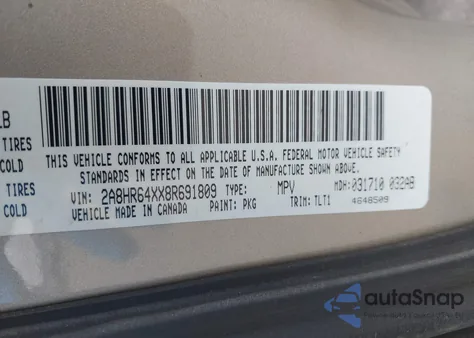 LB
TIRES
COLD
TIRES
COLD
THIS VEHICLE CONFORMS TO ALL APPLICABLE U.S.A. FEDERAL MOTOR VEHICLE SAFETY
STANDARDS IN EFFECT ON THE DATE OF MANUFACTURE SHOWN ABOVE.
VIN: 2A8HR64XX8R691809 TYPE: MPV MDH: 031710 032AB
VEHICLE MADE IN CANADA PAINT: PKG TRIM: TLT1 4648509
autoSnap